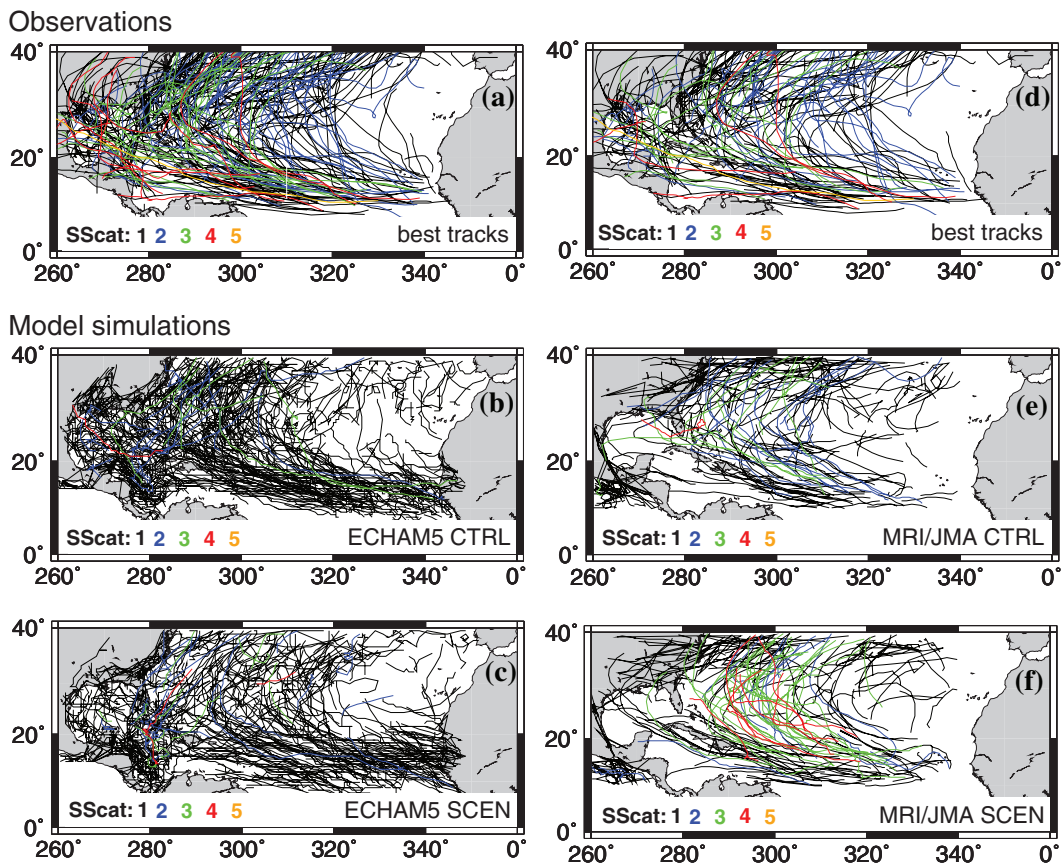 Observations
40°
20°
0°
(a)
SScat: 1 2 3 4 5
best tracks
260° 280° 300° 320° 340° 0°
40°
20°
0°
(d)
SScat: 1 2 3 4 5
best tracks
260° 280° 300° 320° 340° 0°
Model simulations
40°
20°
0°
(b)
SScat: 1 2 3 4 5
ECHAM5 CTRL
260° 280° 300° 320° 340° 0°
40°
20°
0°
(e)
SScat: 1 2 3 4 5
MRI/JMA CTRL
260° 280° 300° 320° 340° 0°
40°
20°
0°
(c)
SScat: 1 2 3 4 5
ECHAM5 SCEN
260° 280° 300° 320° 340° 0°
40°
20°
0°
(f)
SScat: 1 2 3 4 5
MRI/JMA SCEN
260° 280° 300° 320° 340° 0°